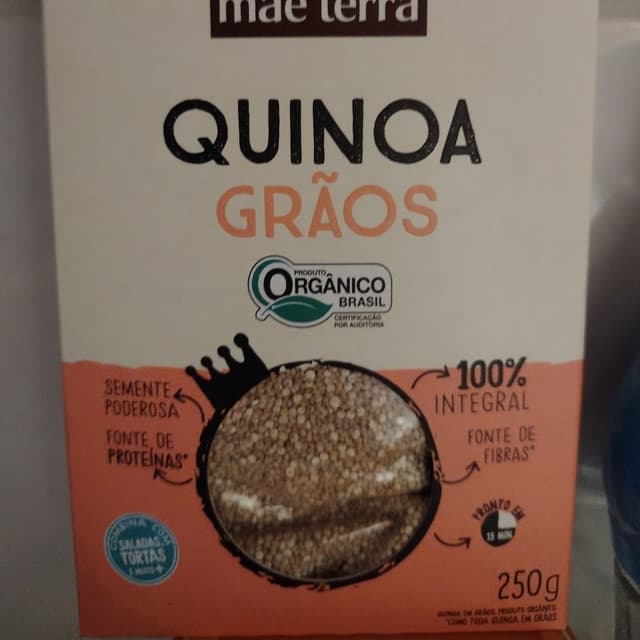 mãe terra
QUINOA
GRÃOS
PRODUTO
ORGÂNICO
BRASIL
CERTIFICAÇÃO
POR AUDITORIA
SEMENTE
PODEROSA
FONTE DE
PROTEÍNAS*
100%
INTEGRAL
FONTE DE
FIBRAS*
PRONTO EM
15 MIN
COMBINA COM
SALADAS,
TORTAS
E MUITO +
250g
QUINOA EM GRÃOS. PRODUTO ORGÂNICO.
*COMO TODA QUINOA EM GRÃOS